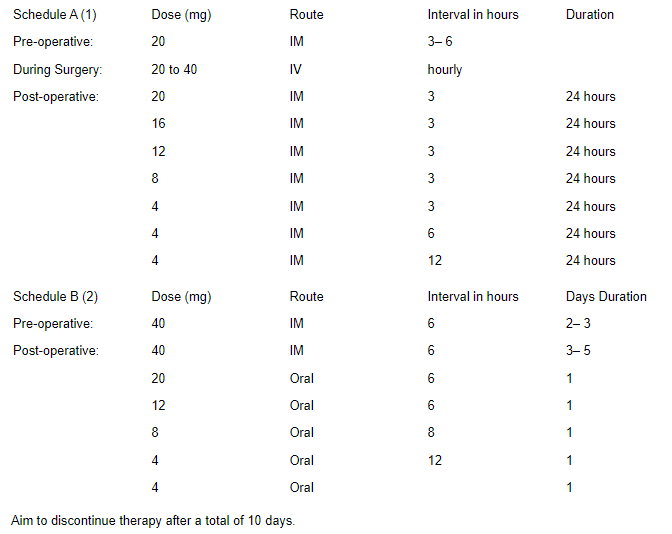 Schedule A (1) Dose (mg) Route Interval in hours Duration
Pre-operative: 20 IM 3– 6
During Surgery: 20 to 40 IV hourly
Post-operative: 20 IM 3 24 hours
16 IM 3 24 hours
12 IM 3 24 hours
8 IM 3 24 hours
4 IM 3 24 hours
4 IM 6 24 hours
4 IM 12 24 hours
Schedule B (2) Dose (mg) Route Interval in hours Days Duration
Pre-operative: 40 IM 6 2– 3
Post-operative: 40 IM 6 3– 5
20 Oral 6 1
12 Oral 6 1
8 Oral 8 1
4 Oral 12 1
4 Oral 1
Aim to discontinue therapy after a total of 10 days.